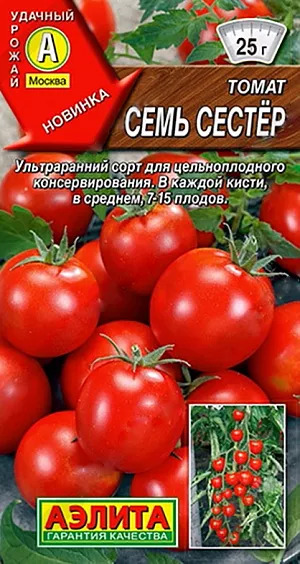 УДАЧНЫЙ
УРОЖАЙ
А
Москва
НОВИНКА
25 г
ТОМАТ
СЕМЬ СЕСТЁР
Ультраранний сорт для цельноплодного
консервирования. В каждой кисти,
в среднем, 7-15 плодов.
АЭЛИТА
ГАРАНТИЯ КАЧЕСТВА